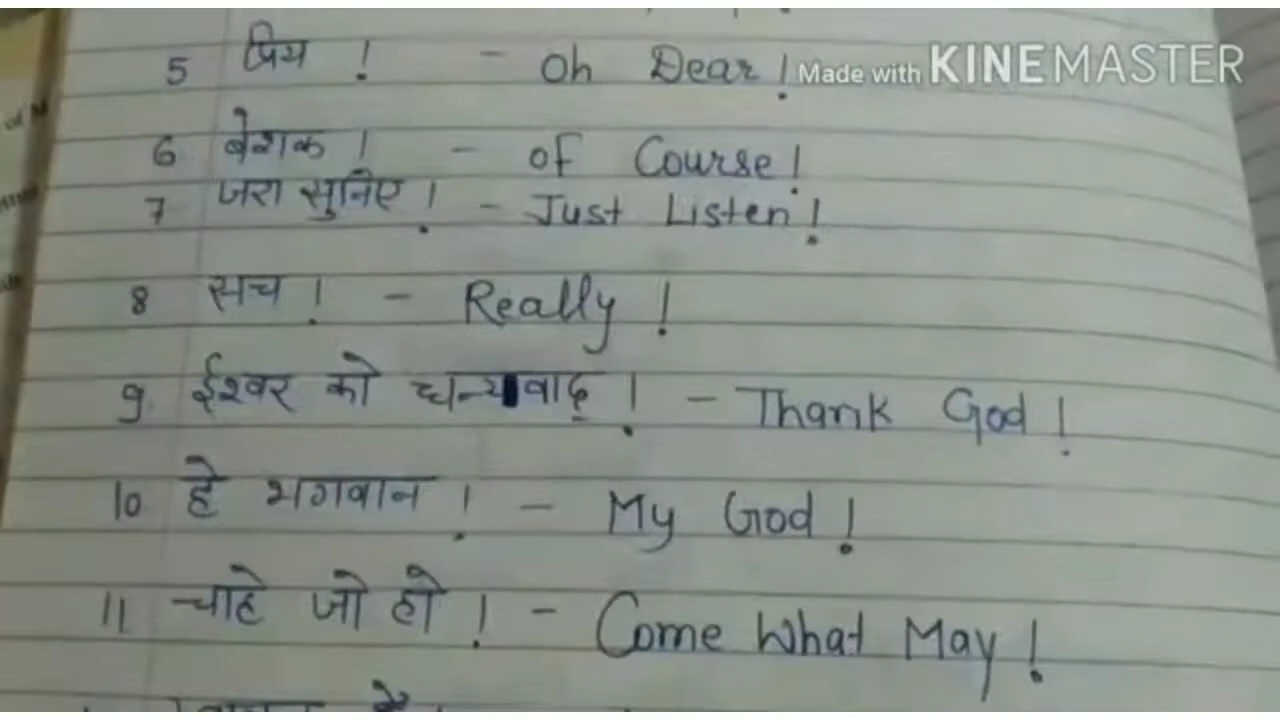 5 प्रिय ! - Oh Dear !
Made with KINEMASTER
6 बेशक ! - of Course !
7 जरा सुनिए ! - Just Listen !
8 सच ! - Really !
9 ईश्वर को धन्यवाद ! - Thank God !
10 हे भगवान ! - My God !
11 चाहे जो हो ! - Come What May !